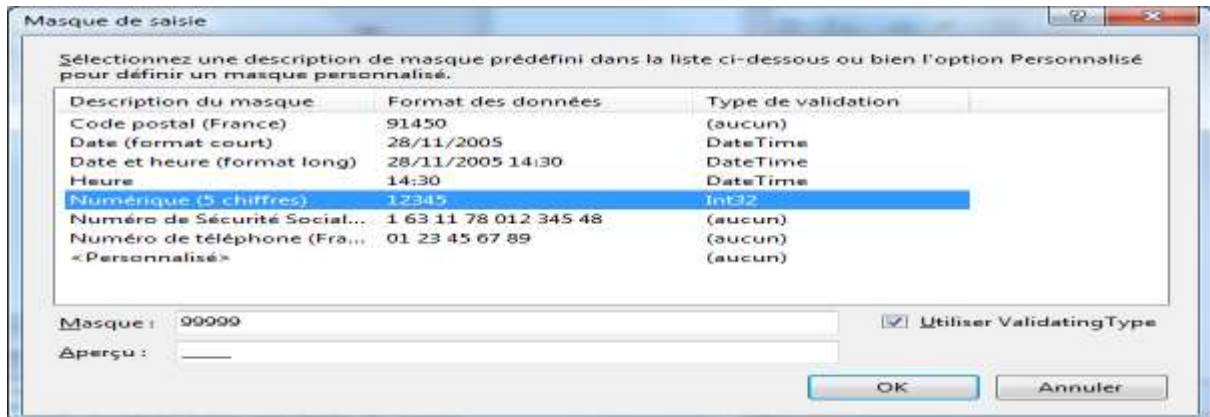 Masque de saisie
Sélectionnez une description de masque prédéfini dans la liste ci-dessous ou bien l'option Personnalisé
pour définir un masque personnalisé.
Description du masque Format des données Type de validation
Code postal (France) 91450 (aucun)
Date (format court) 28/11/2005 DateTime
Date et heure (format long) 28/11/2005 14:30 DateTime
Heure 14:30 DateTime
Numérique (5 chiffres) 12345 Int32
Numéro de Sécurité Social... 1 63 11 78 012 345 48 (aucun)
Numéro de téléphone (Fra... 01 23 45 67 89 (aucun)
<Personnalisé> (aucun)
Masque : 99999 Utiliser ValidatingType
Aperçu : _____
OK Annuler